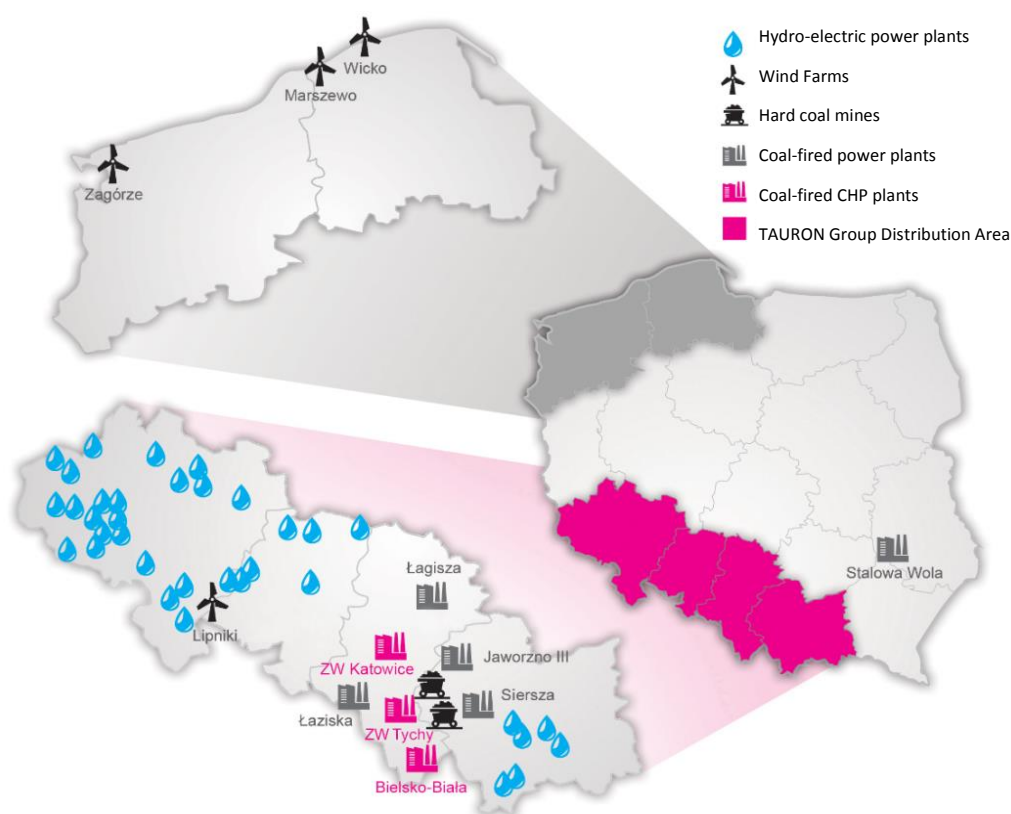 Hydro-electric power plants
Wind Farms
Hard coal mines
Coal-fired power plants
Coal-fired CHP plants
TAURON Group Distribution Area
Wicko
Marszewo
Zagórze
Stalowa Wola
Łagisza
Lipniki
ZW Katowice
Jaworzno III
Siersza
Łaziska
ZW Tychy
Bielsko-Biała